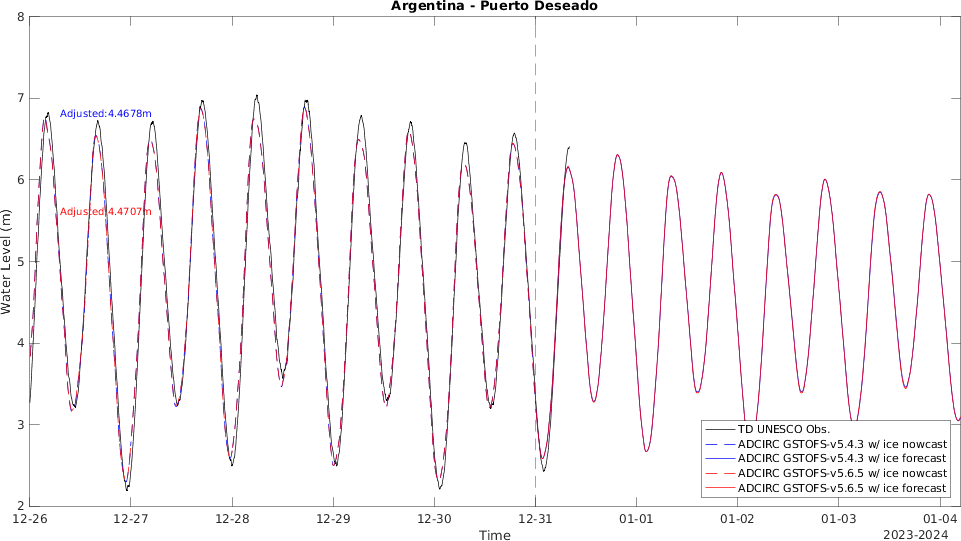 Argentina - Puerto Deseado
8
7
6
5
4
3
2
Water Level (m)
Adjusted:4.4678m
Adjusted:4.4707m
TD UNESCO Obs.
ADCIRC GSTOFS-v5.4.3 w/ ice nowcast
ADCIRC GSTOFS-v5.4.3 w/ ice forecast
ADCIRC GSTOFS-v5.6.5 w/ ice nowcast
ADCIRC GSTOFS-v5.6.5 w/ ice forecast
12-26 12-27 12-28 12-29 12-30 12-31 01-01 01-02 01-03 01-04
Time
2023-2024